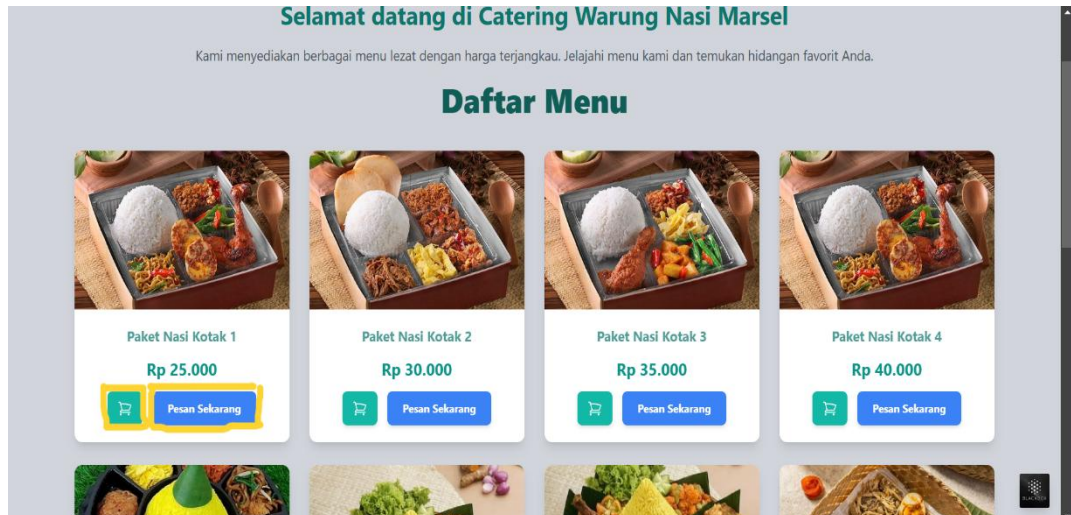 Selamat datang di Catering Warung Nasi Marsel
Kami menyediakan berbagai menu lezat dengan harga terjangkau. Jelajahi menu kami dan temukan hidangan favorit Anda.
Daftar Menu
Paket Nasi Kotak 1
Rp 25.000
Pesan Sekarang
Paket Nasi Kotak 2
Rp 30.000
Pesan Sekarang
Paket Nasi Kotak 3
Rp 35.000
Pesan Sekarang
Paket Nasi Kotak 4
Rp 40.000
Pesan Sekarang